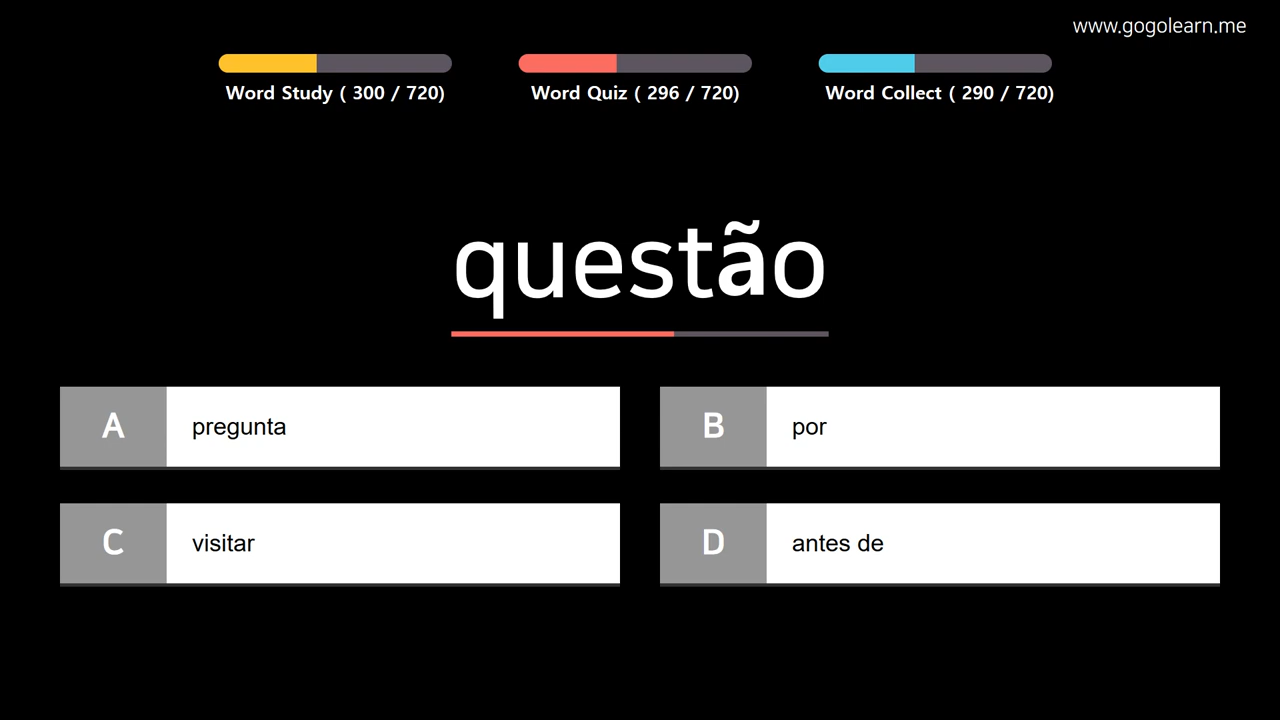 www.gogolearn.me
Word Study ( 300 / 720)
Word Quiz ( 296 / 720)
Word Collect ( 290 / 720)
questão
A pregunta
B por
C visitar
D antes de